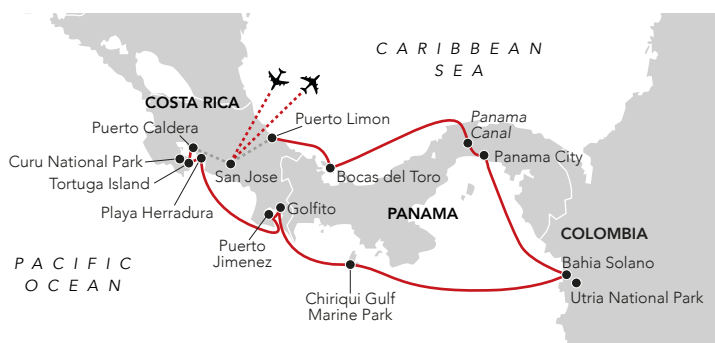 CARIBBEAN
SEA
COSTA RICA
Puerto Limon
Panama
Canal
Puerto Caldera
Curu National Park
Tortuga Island
San Jose
Bocas del Toro
Panama City
Playa Herradura
Golfito
PANAMA
COLOMBIA
Puerto
Jimenez
Bahia Solano
PACIFIC
OCEAN
Chiriqui Gulf
Marine Park
Utria National Park